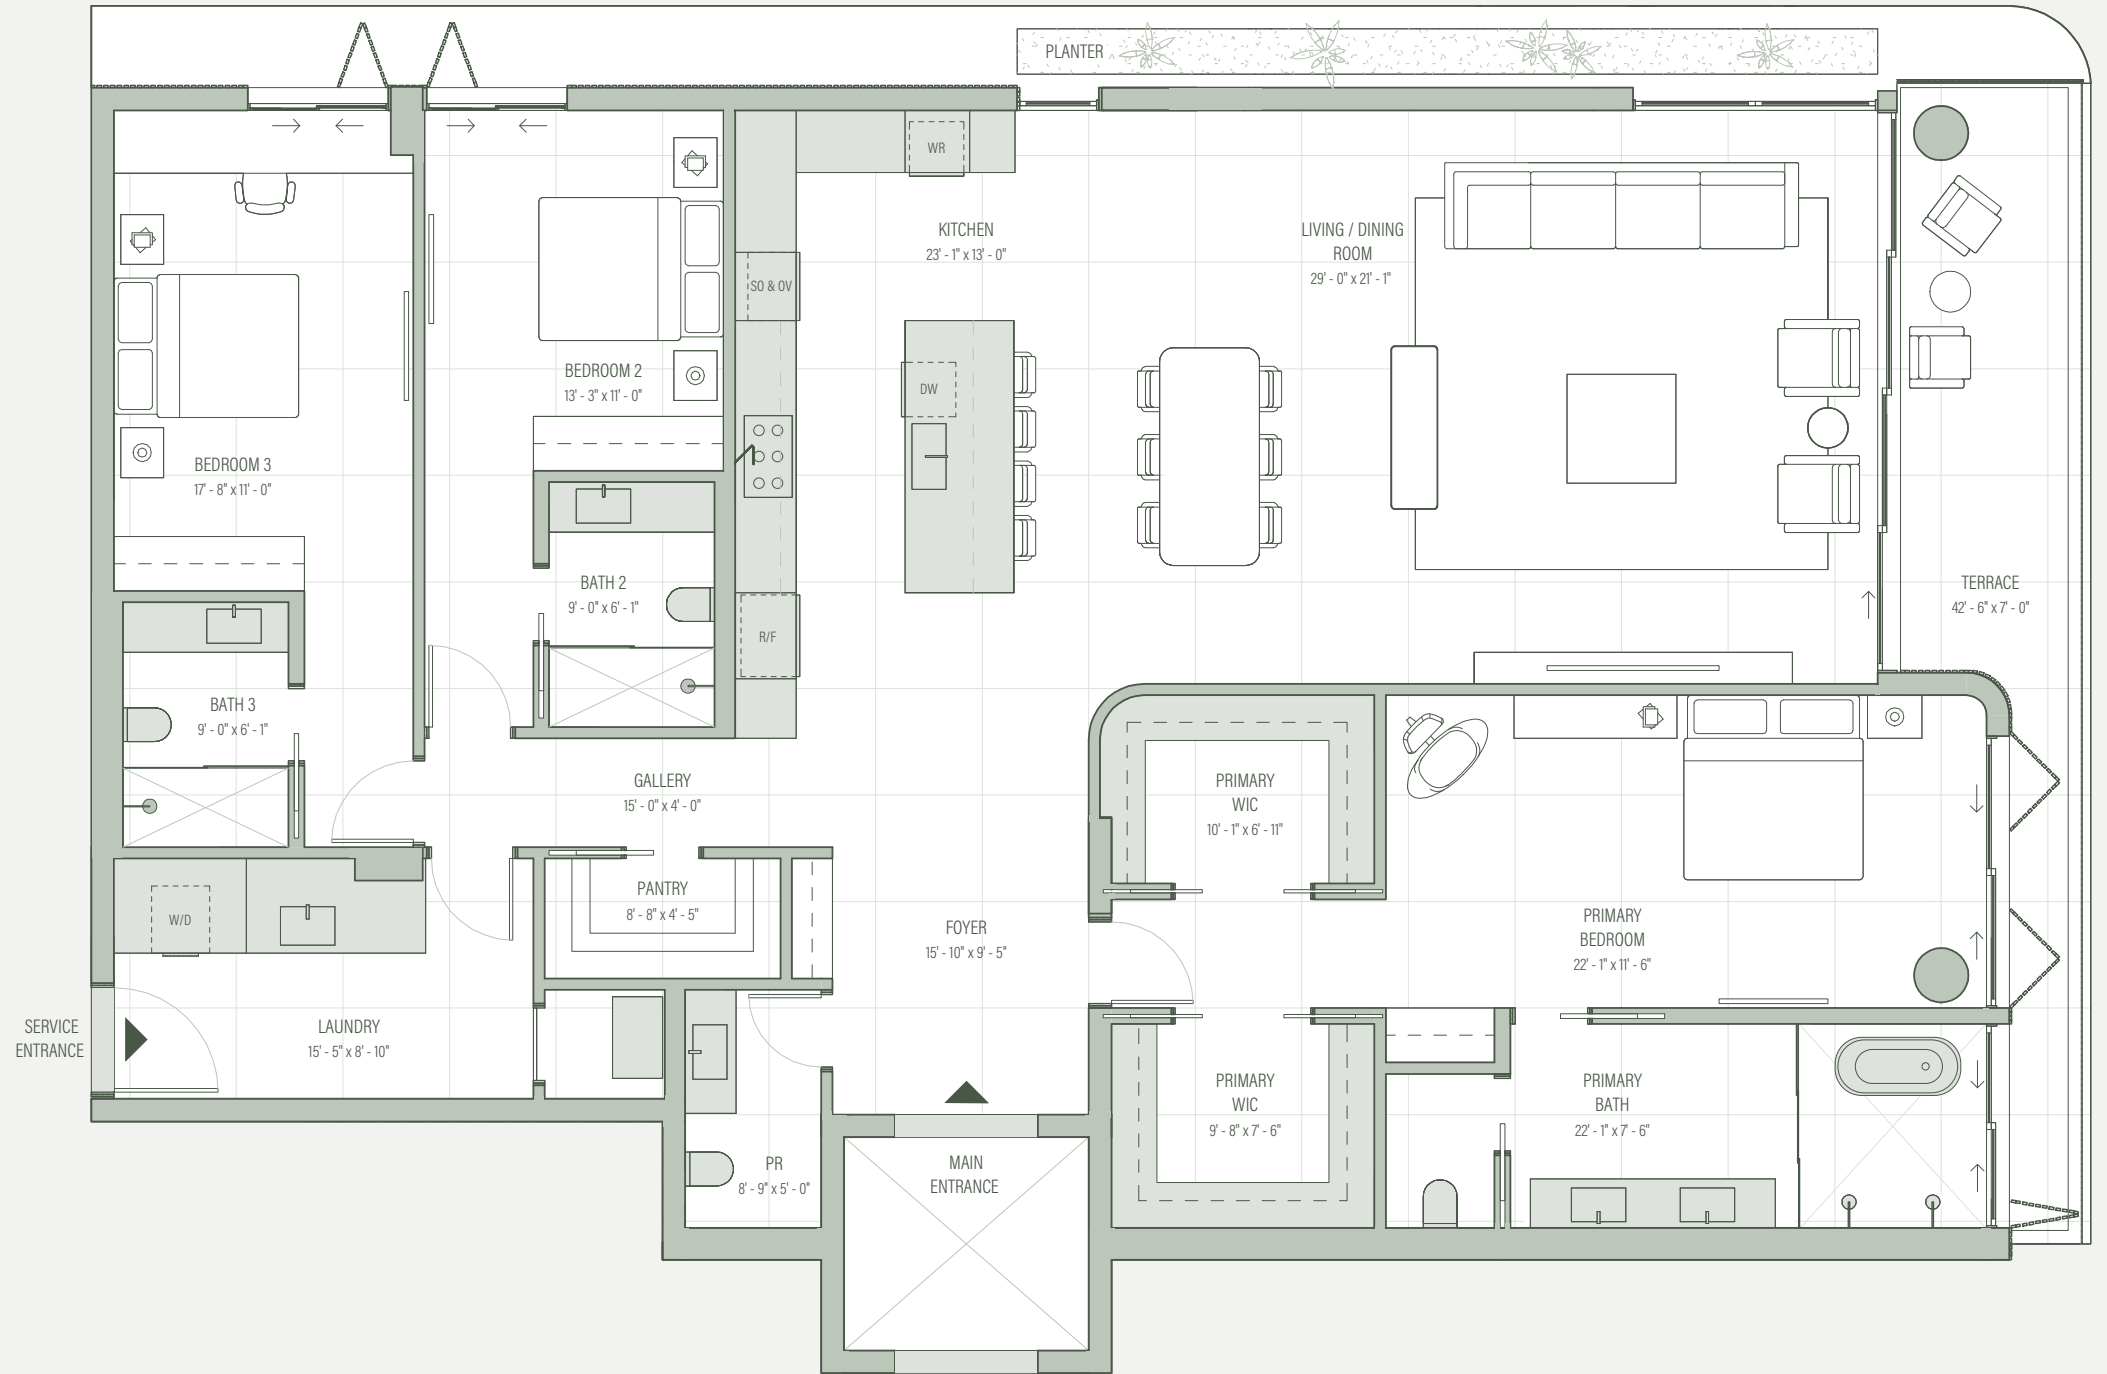 PLANTER
WR
KITCHEN
23' - 1" x 13' - 0"
LIVING / DINING
ROOM
29' - 0" x 21' - 1"
SO & OV
BEDROOM 2
13' - 3" x 11' - 0"
DW
BEDROOM 3
17' - 8" x 11' - 0"
BATH 2
9' - 0" x 6' - 1"
R/F
TERRACE
42' - 6" x 7' - 0"
BATH 3
9' - 0" x 6' - 1"
GALLERY
15' - 0" x 4' - 0"
PRIMARY
WIC
10' - 1" x 6' - 11"
PANTRY
8' - 8" x 4' - 5"
W/D
FOYER
15' - 10" x 9' - 5"
PRIMARY
BEDROOM
22' - 1" x 11' - 6"
SERVICE
ENTRANCE
LAUNDRY
15' - 5" x 8' - 10"
PRIMARY
WIC
9' - 8" x 7' - 6"
PRIMARY
BATH
22' - 1" x 7' - 6"
PR
8' - 9" x 5' - 0"
MAIN
ENTRANCE